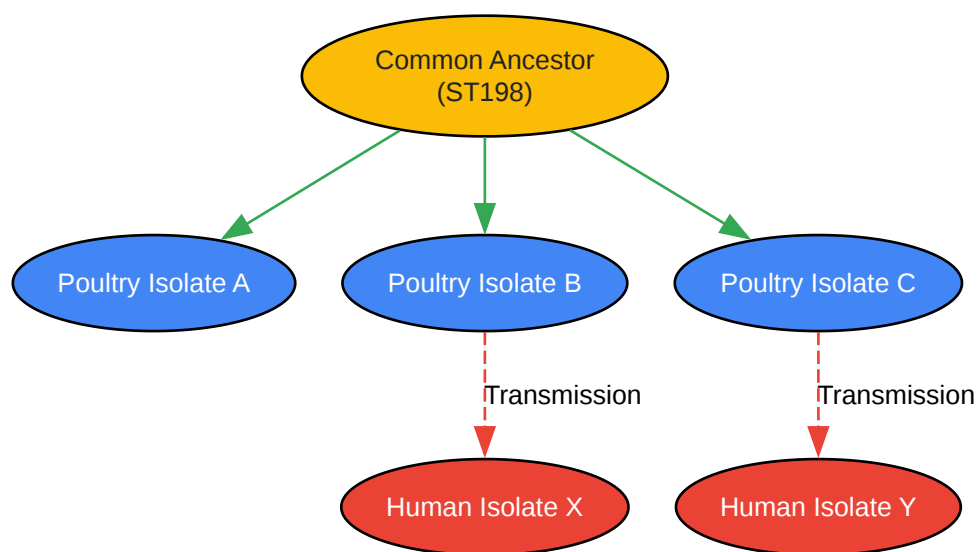 Common Ancestor
(ST198)
Poultry Isolate A
Poultry Isolate B
Poultry Isolate C
Transmission
Transmission
Human Isolate X
Human Isolate Y